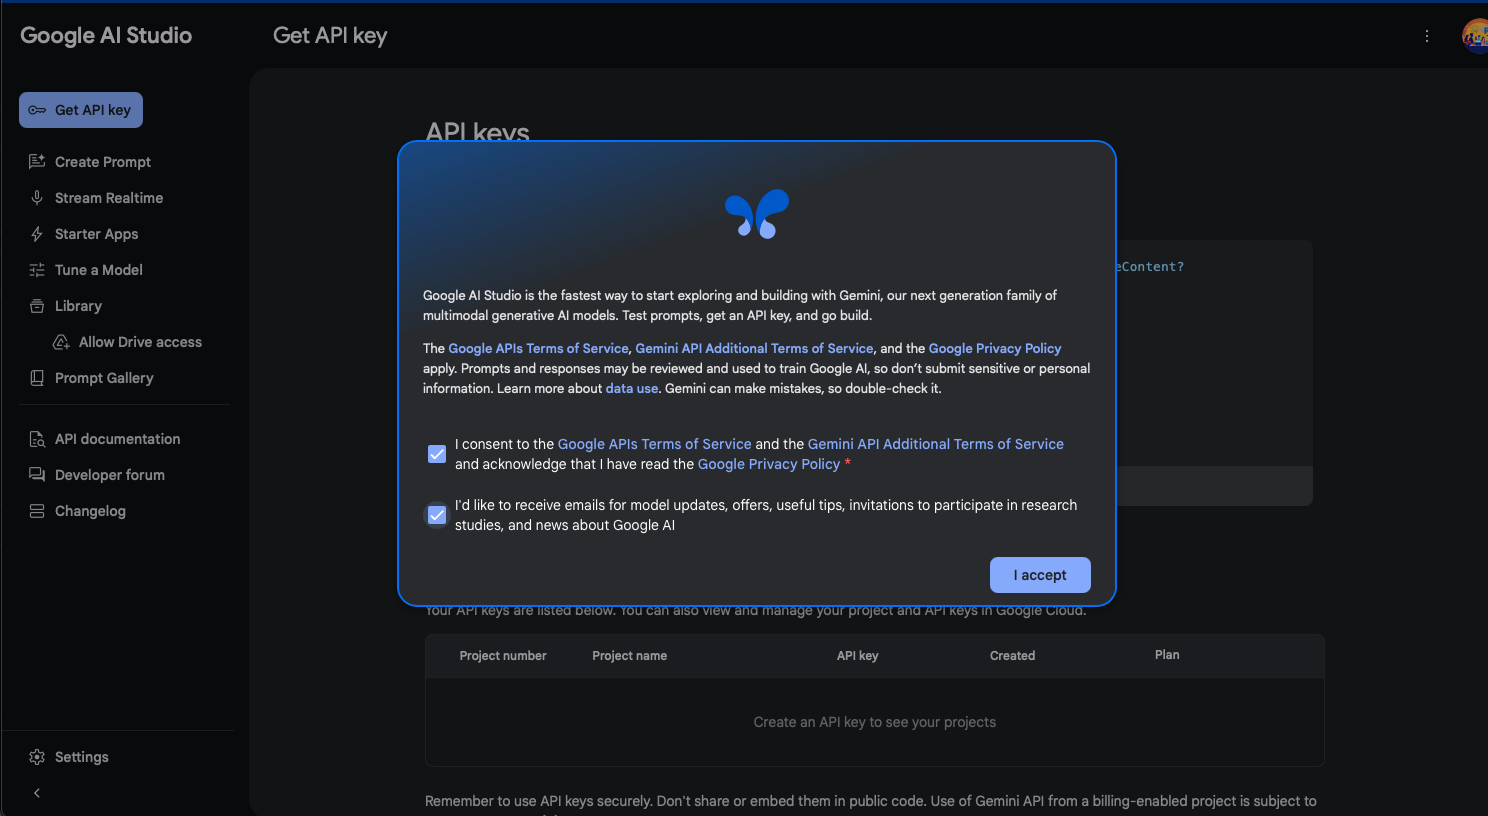 Google AI Studio
Get API key
Get API key
Create Prompt
Stream Realtime
Starter Apps
Tune a Model
Library
Allow Drive access
Prompt Gallery
API documentation
Developer forum
Changelog
Settings
API keys
eContent?
Google AI Studio is the fastest way to start exploring and building with Gemini, our next generation family of
multimodal generative AI models. Test prompts, get an API key, and go build.
The Google APIs Terms of Service, Gemini API Additional Terms of Service, and the Google Privacy Policy
apply. Prompts and responses may be reviewed and used to train Google AI, so don’t submit sensitive or personal
information. Learn more about data use. Gemini can make mistakes, so double-check it.
I consent to the Google APIs Terms of Service and the Gemini API Additional Terms of Service
and acknowledge that I have read the Google Privacy Policy *
I'd like to receive emails for model updates, offers, useful tips, invitations to participate in research
studies, and news about Google AI
I accept
Your API keys are listed below. You can also view and manage your project and API keys in Google Cloud.
Project number Project name API key Created Plan
Create an API key to see your projects
Remember to use API keys securely. Don't share or embed them in public code. Use of Gemini API from a billing-enabled project is subject to